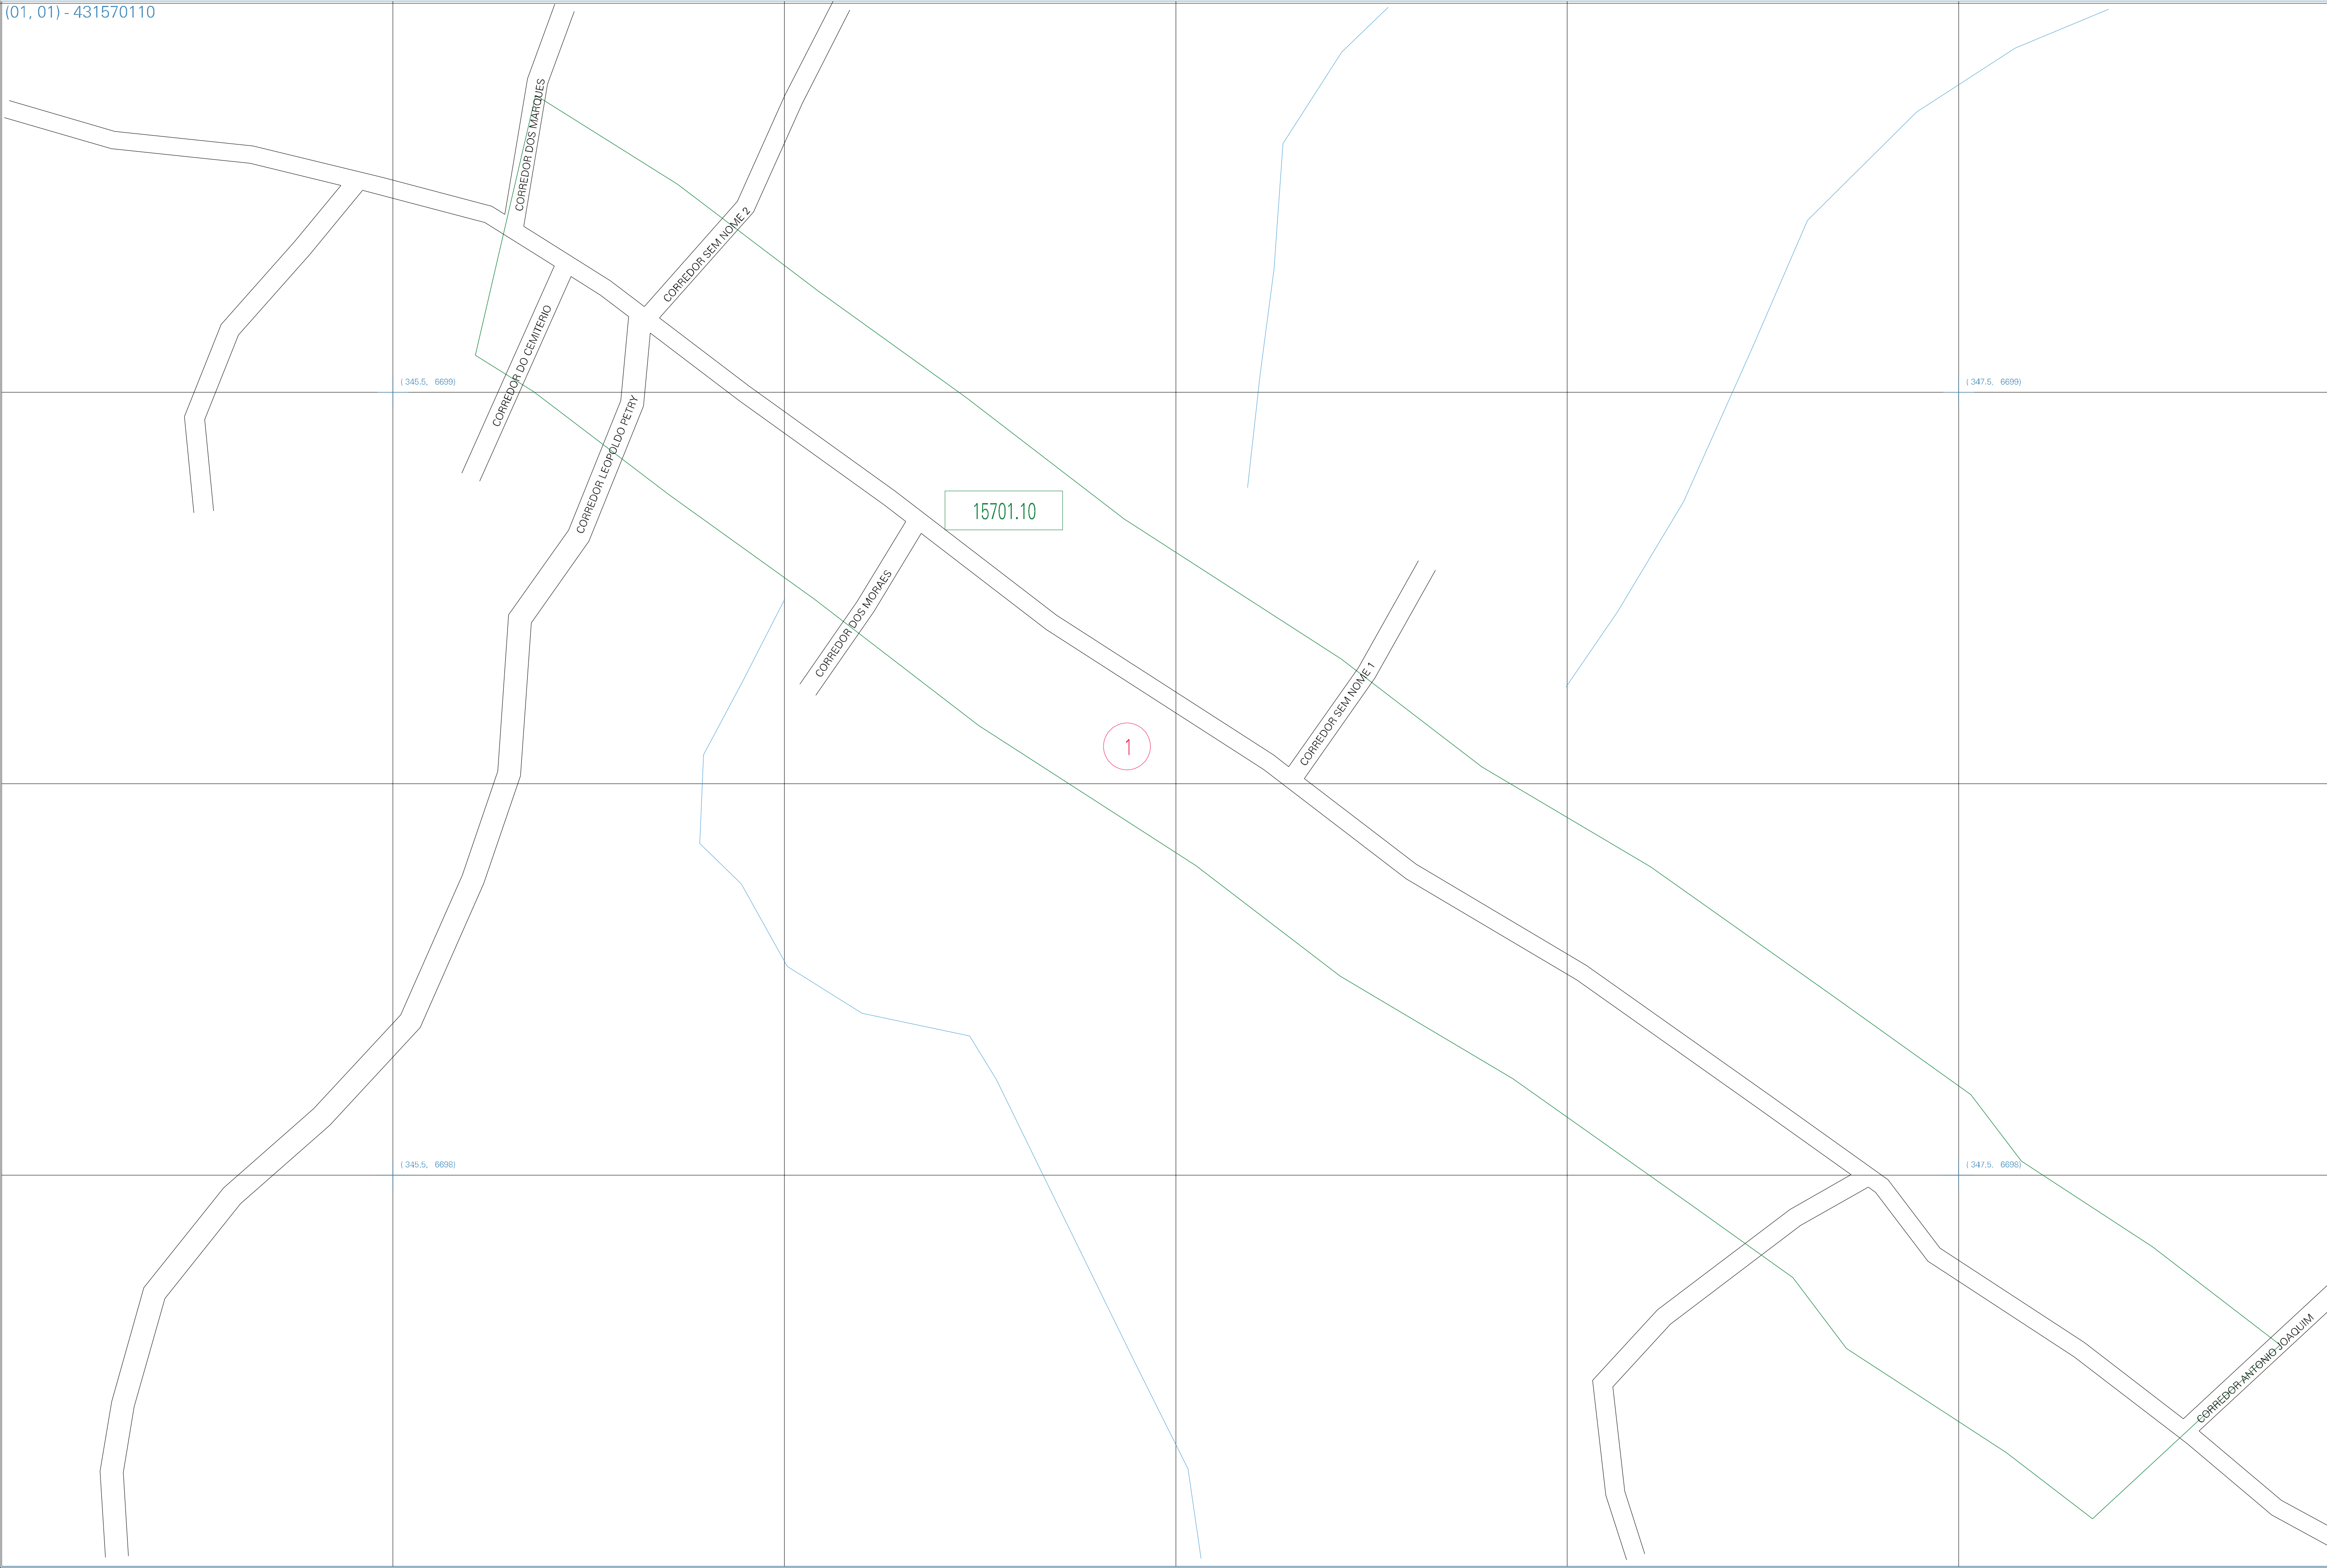 (01, 01) - 431570110
CORREDOR DOS MARQUES
CORREDOR SEM NOME 2
CORREDOR DO CEMITERIO
( 345.5, 6699)
( 347.5, 6699)
CORREDOR LEOPOLDO PETRY
15701.10
CORREDOR DOS MORAES
CORREDOR SEM NOME 1
1
( 345.5, 6698)
( 347.5, 6698)
CORREDOR ANTONIO JOAQUIM